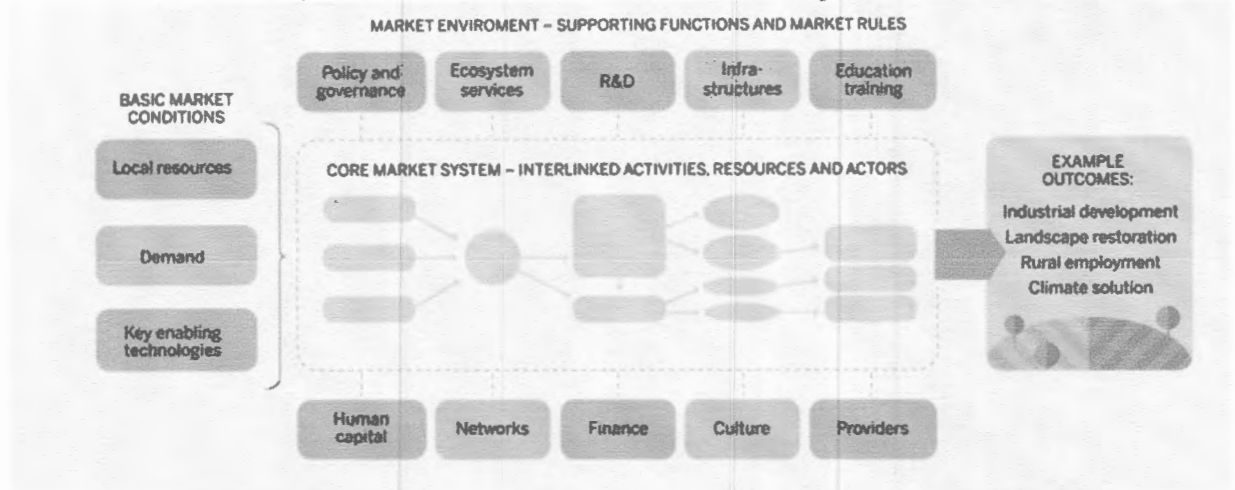 MARKET ENVIROMENT – SUPPORTING FUNCTIONS AND MARKET RULES
Policy and
governance
Ecosystem
services
R&D
Infra-
structures
Education
training
BASIC MARKET
CONDITIONS
Local resources
Demand
Key enabling
technologies
CORE MARKET SYSTEM – INTERLINKED ACTIVITIES, RESOURCES AND ACTORS
EXAMPLE
OUTCOMES:
Industrial development
Landscape restoration
Rural employment
Climate solution
Human
capital
Networks
Finance
Culture
Providers